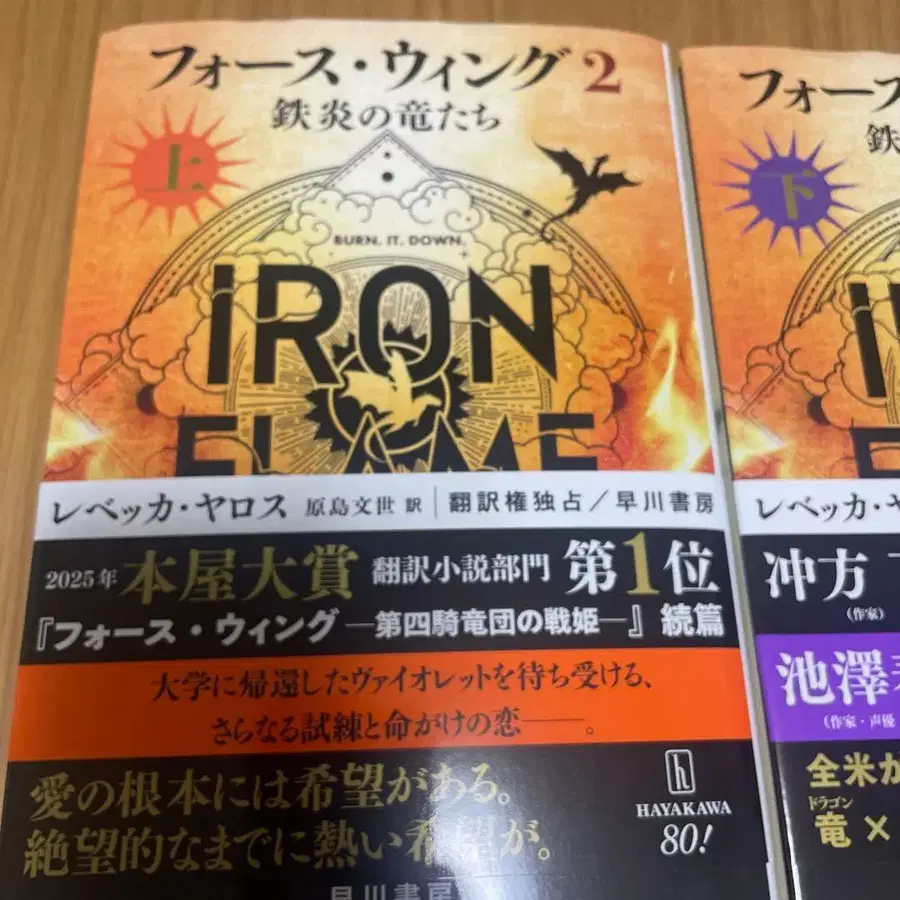 フォース・ウィング 2
鉄炎の竜たち
上
BURN. IT. DOWN.
IRON
FLAME
レベッカ・ヤロス 原島文世 訳 | 翻訳権独占/早川書房
2025年 本屋大賞 翻訳小説部門 第1位
『フォース・ウィング ―第四騎竜団の戦姫―』続篇
大学に帰還したヴァイオレットを待ち受ける、
さらなる試練と命がけの恋――。
愛の根本には希望がある。
絶望的なまでに熱い希望が。
h
HAYAKAWA
80!
早川書房
フォース
鉄
下
レベッカ・ヤ
冲方
(作家)
池澤
(作家・声優
全米が
ドラゴン
竜 ×